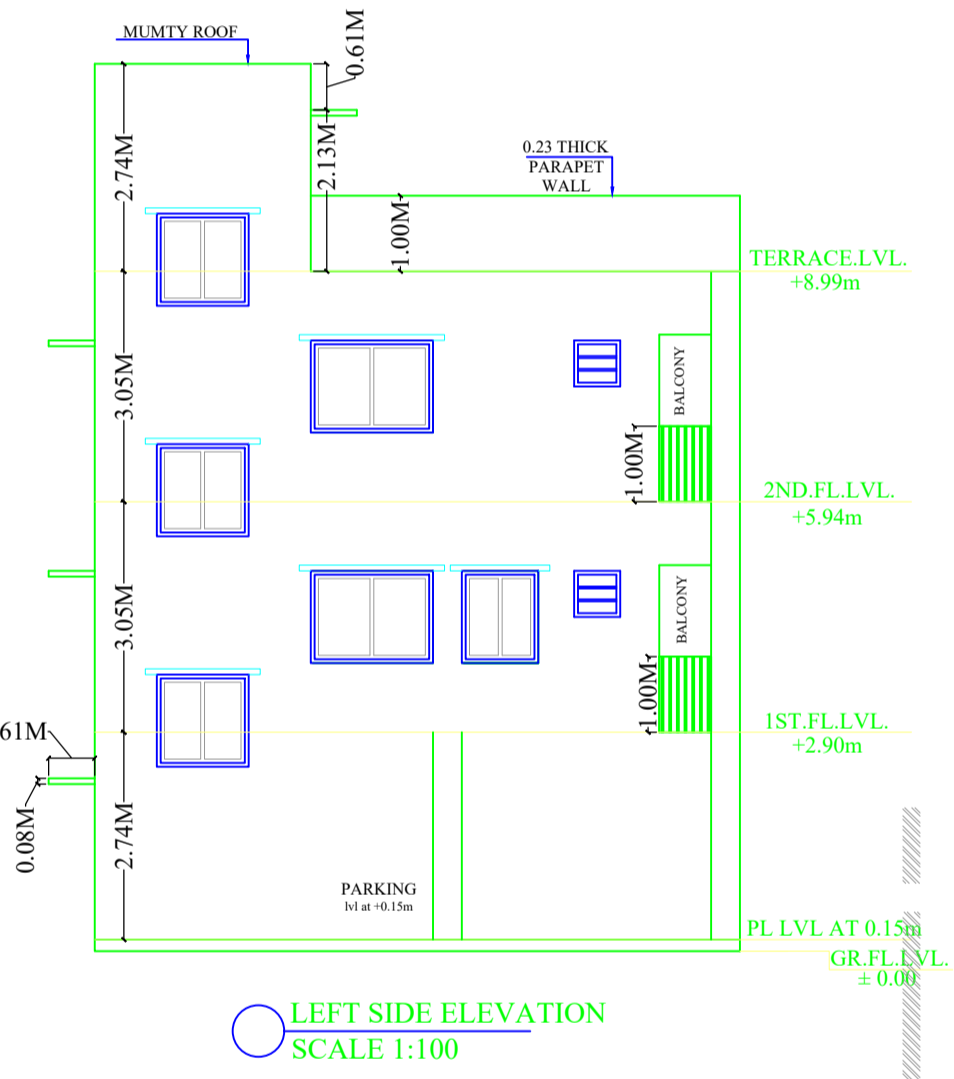 MUMTY ROOF
0.61M
2.74M
2.13M
0.23 THICK
PARAPET
WALL
1.00M
TERRACE.LVL.
+8.99m
3.05M
BALCONY
1.00M
2ND.FL.LVL.
+5.94m
3.05M
BALCONY
1.00M
1ST.FL.LVL.
+2.90m
61M
0.08M
2.74M
PARKING
lvl at +0.15m
PL LVL AT 0.15m
GR.FL.LVL.
± 0.00
LEFT SIDE ELEVATION
SCALE 1:100